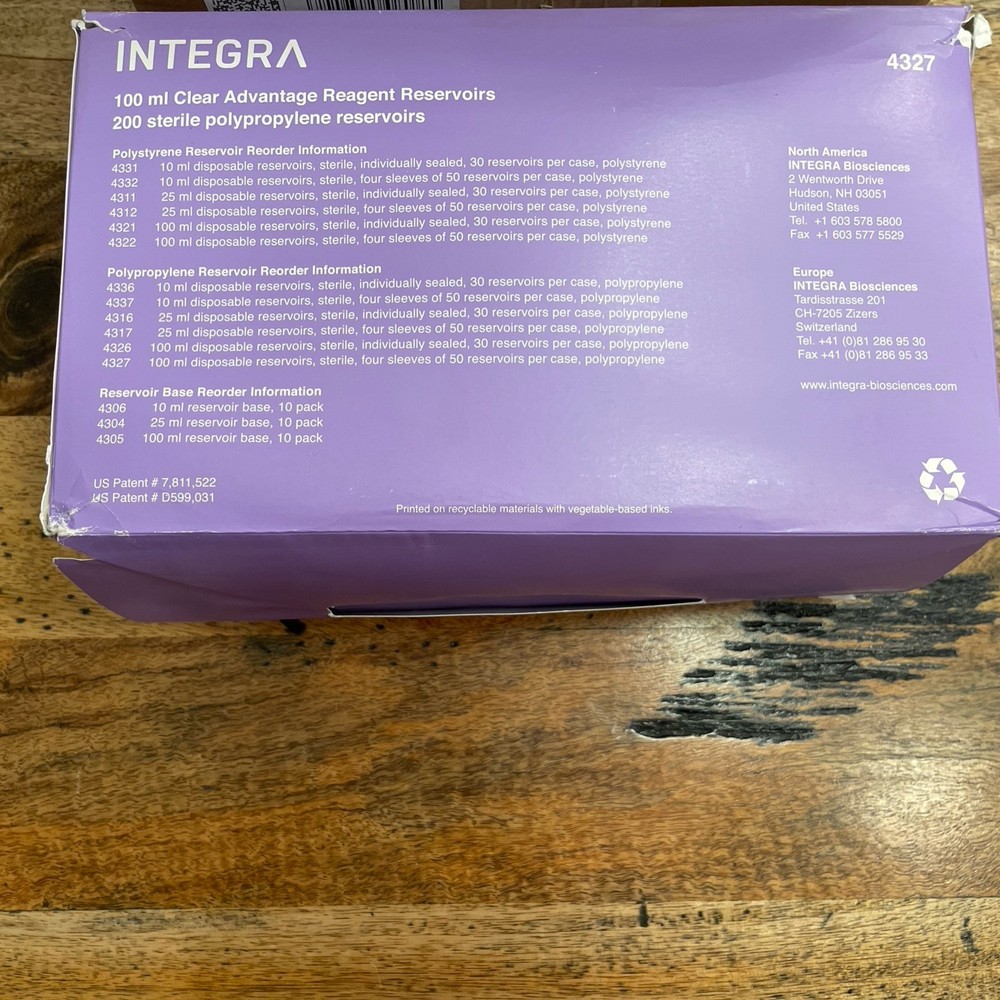 INTEGRA
4327
100 ml Clear Advantage Reagent Reservoirs
200 sterile polypropylene reservoirs
Polystyrene Reservoir Reorder Information
4331 10 ml disposable reservoirs, sterile, individually sealed, 30 reservoirs per case, polystyrene
4332 10 ml disposable reservoirs, sterile, four sleeves of 50 reservoirs per case, polystyrene
4311 25 ml disposable reservoirs, sterile, individually sealed, 30 reservoirs per case, polystyrene
4312 25 ml disposable reservoirs, sterile, four sleeves of 50 reservoirs per case, polystyrene
4321 100 ml disposable reservoirs, sterile, individually sealed, 30 reservoirs per case, polystyrene
4322 100 ml disposable reservoirs, sterile, four sleeves of 50 reservoirs per case, polystyrene
Polypropylene Reservoir Reorder Information
4336 10 ml disposable reservoirs, sterile, individually sealed, 30 reservoirs per case, polypropylene
4337 10 ml disposable reservoirs, sterile, four sleeves of 50 reservoirs per case, polypropylene
4316 25 ml disposable reservoirs, sterile, individually sealed, 30 reservoirs per case, polypropylene
4317 25 ml disposable reservoirs, sterile, four sleeves of 50 reservoirs per case, polypropylene
4326 100 ml disposable reservoirs, sterile, individually sealed, 30 reservoirs per case, polypropylene
4327 100 ml disposable reservoirs, sterile, four sleeves of 50 reservoirs per case, polypropylene
Reservoir Base Reorder Information
4306 10 ml reservoir base, 10 pack
4304 25 ml reservoir base, 10 pack
4305 100 ml reservoir base, 10 pack
US Patent # 7,811,522
US Patent # D599,031
North America
INTEGRA Biosciences
2 Wentworth Drive
Hudson, NH 03051
United States
Tel. +1 603 578 5800
Fax +1 603 577 5529
Europe
INTEGRA Biosciences
Tardisstrasse 201
CH-7205 Zizers
Switzerland
Tel. +41 (0)81 286 95 30
Fax +41 (0)81 286 95 33
www.integra-biosciences.com
Printed on recyclable materials with vegetable-based inks.